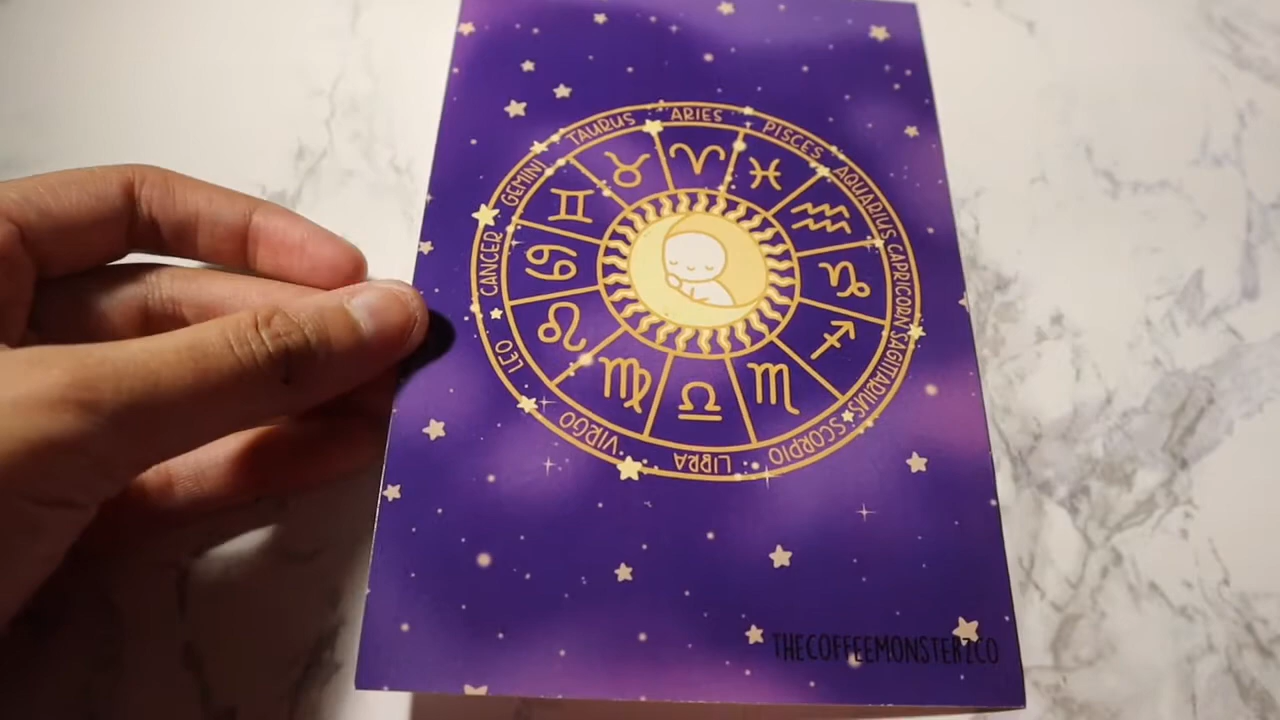 ARIES
PISCES
AQUARIUS
CAPRICORN
SAGITTARIUS
SCORPIO
LIBRA
VIRGO
LEO
CANCER
GEMINI
TAURUS
THECOFFEEMONSTERZCO